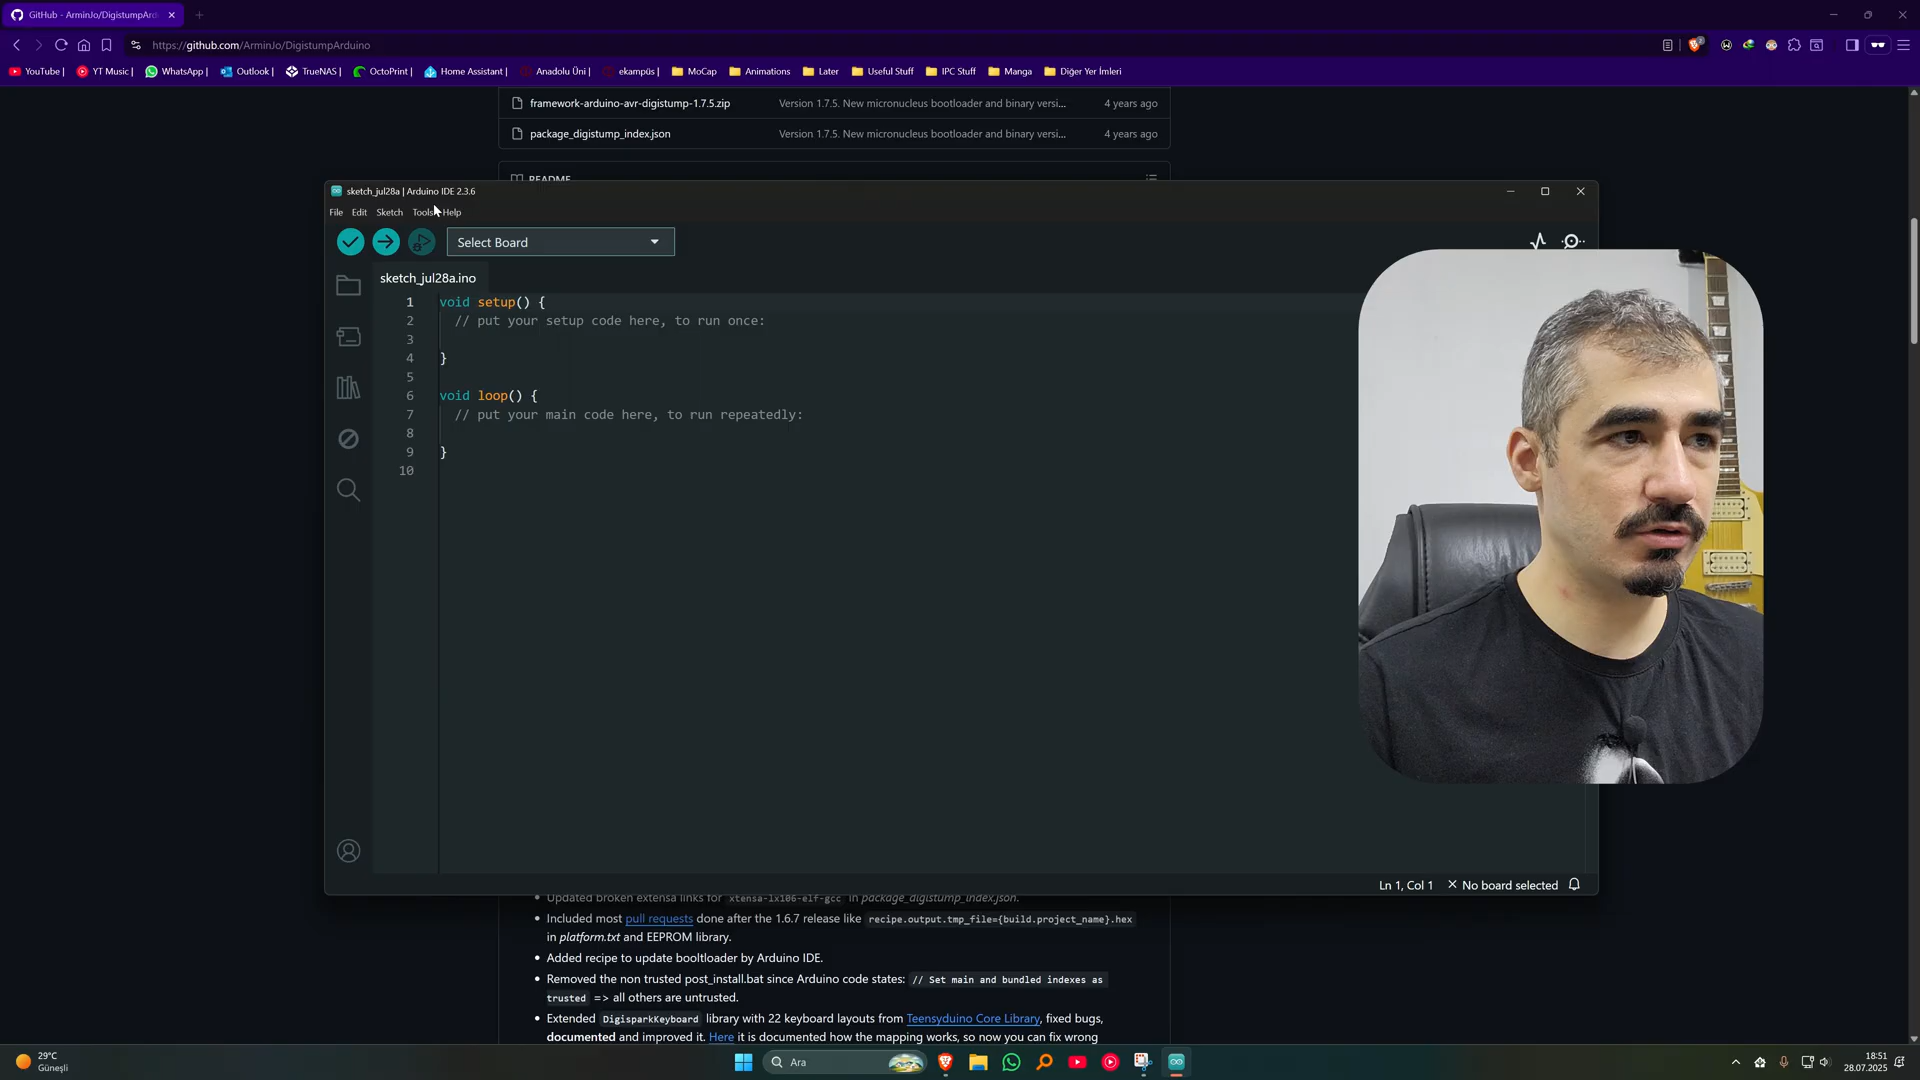 GitHub - ArminJo/DigistumpArd
https://github.com/ArminJo/DigistumpArduino
YouTube | YT Music | WhatsApp | Outlook | TrueNAS | OctoPrint | Home Assistant | Anadolu Üni | ekampüs | MoCap Animations Later Useful Stuff IPC Stuff Manga Diğer Yer İmleri
framework-arduino-avr-digistump-1.7.5.zip Version 1.7.5. New micronucleus bootloader and binary versi... 4 years ago
package_digistump_index.json Version 1.7.5. New micronucleus bootloader and binary versi... 4 years ago
README
sketch_jul28a | Arduino IDE 2.3.6
File Edit Sketch Tools Help
Select Board
sketch_jul28a.ino
1 void setup() {
2 // put your setup code here, to run once:
3
4 }
5
6 void loop() {
7 // put your main code here, to run repeatedly:
8
9 }
10
Ln 1, Col 1 × No board selected
• Updated broken extensa links for xtensa-lx106-elf-gcc in package_digistump_index.json.
• Included most pull requests done after the 1.6.7 release like recipe.output.tmp_file={build.project_name}.hex
in platform.txt and EEPROM library.
• Added recipe to update booltloader by Arduino IDE.
• Removed the non trusted post_install.bat since Arduino code states: // Set main and bundled indexes as
trusted => all others are untrusted.
• Extended DigisparkKeyboard library with 22 keyboard layouts from Teensyduino Core Library, fixed bugs,
documented and improved it. Here it is documented how the mapping works, so now you can fix wrong
29°C
Güneşli
Ara
18:51
28.07.2025